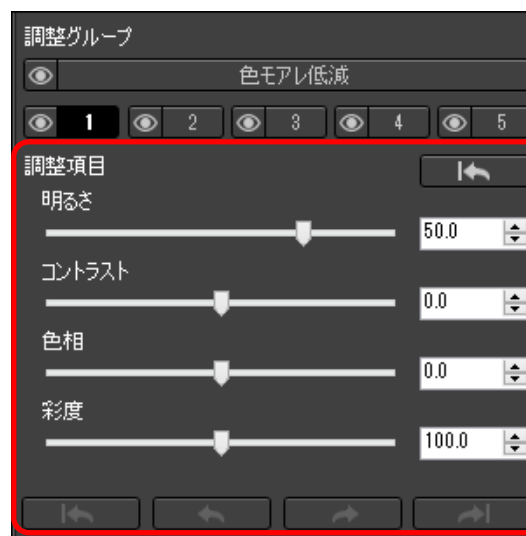 調整グループ
色モアレ低減
1 2 3 4 5
調整項目
明るさ
50.0
コントラスト
0.0
色相
0.0
彩度
100.0